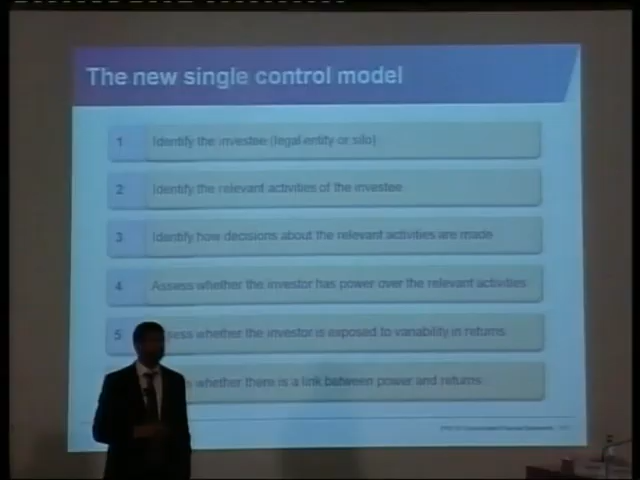 The new single control model
1 Identify the investee (legal entity or silo)
2 Identify the relevant activities of the investee
3 Identify how decisions about the relevant activities are made
4 Assess whether the investor has power over the relevant activities
5 sess whether the investor is exposed to variability in returns
whether there is a link between power and returns